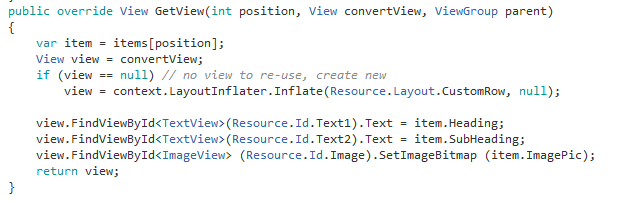 public override View GetView(int position, View convertView, ViewGroup parent)
{
    var item = items[position];
    View view = convertView;
    if (view == null) // no view to re-use, create new
        view = context.LayoutInflater.Inflate(Resource.Layout.CustomRow, null);

    view.FindViewById<TextView>(Resource.Id.Text1).Text = item.Heading;
    view.FindViewById<TextView>(Resource.Id.Text2).Text = item.SubHeading;
    view.FindViewById<ImageView> (Resource.Id.Image).SetImageBitmap (item.ImagePic);
    return view;
}